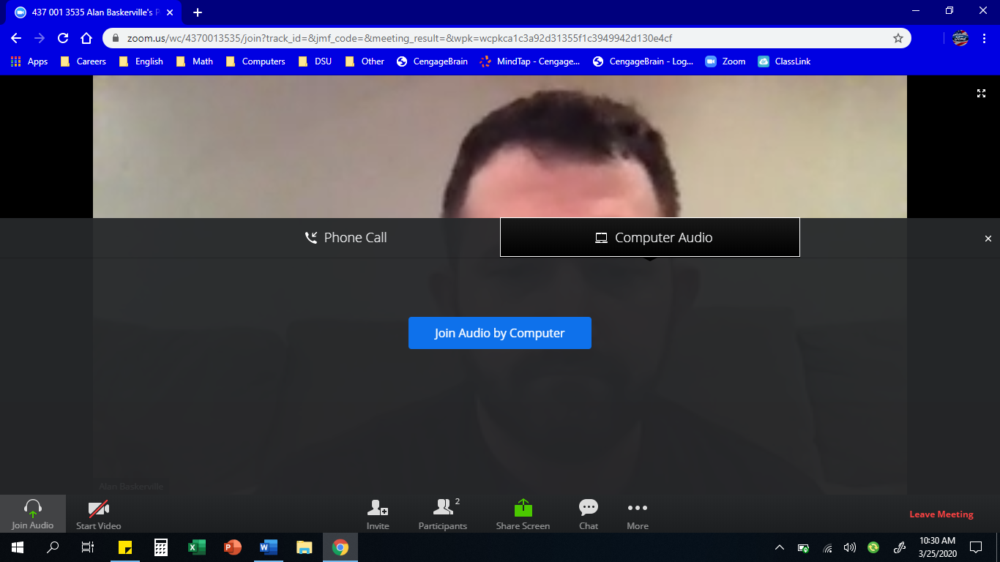 437 001 3535 Alan Baskerville's P
zoom.us/wc/4370013535/join?track_id=&jmf_code=&meeting_result=&wpk=wcpkca1c3a92d31355f1c3949942d130e4cf
Apps Careers English Math Computers DSU Other CengageBrain MindTap - Cengage... CengageBrain - Log... Zoom ClassLink
Phone Call Computer Audio
Join Audio by Computer
Alan Baskerville
Join Audio Start Video Invite Participants 2 Share Screen Chat More Leave Meeting
10:30 AM
3/25/2020